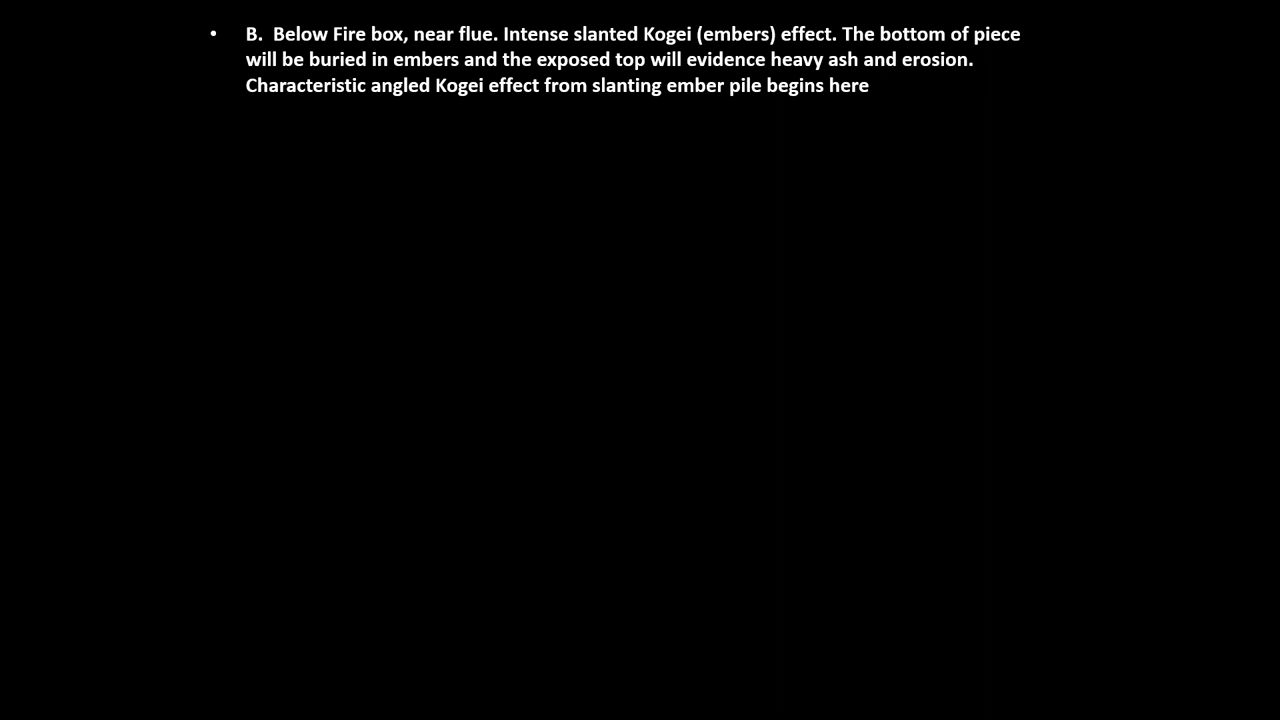 • B.  Below Fire box, near flue. Intense slanted Kogei (embers) effect. The bottom of piece
will be buried in embers and the exposed top will evidence heavy ash and erosion.
Characteristic angled Kogei effect from slanting ember pile begins here